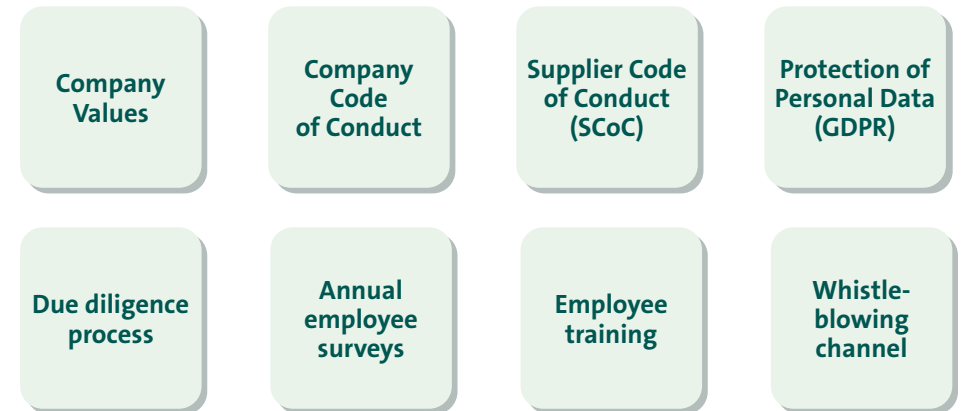 Company
Values
Company
Code
of Conduct
Supplier Code
of Conduct
(SCoC)
Protection of
Personal Data
(GDPR)
Due diligence
process
Annual
employee
surveys
Employee
training
Whistle-
blowing
channel